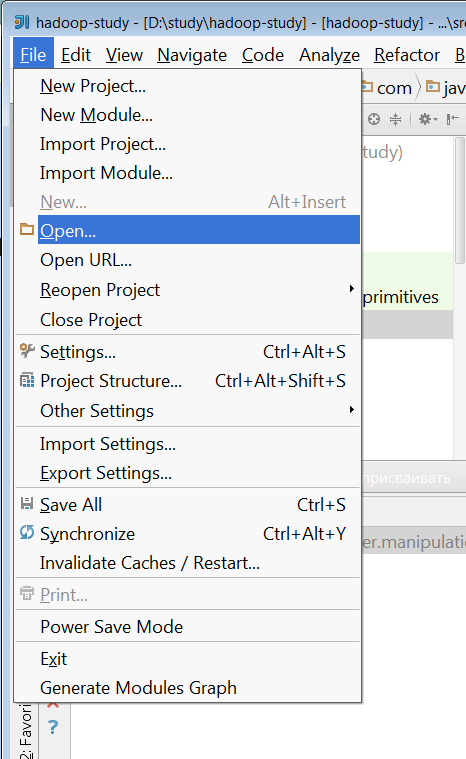 hadoop-study - [D:\study\hadoop-study] - [hadoop-study] - ...\src
File Edit View Navigate Code Analyze Refactor B
com jav
New Project...
New Module...
Import Project...
Import Module...
tudy)
New... Alt+Insert
Open...
Open URL...
Reopen Project
primitives
Close Project
Settings... Ctrl+Alt+S
Project Structure... Ctrl+Alt+Shift+S
Other Settings
Import Settings...
Export Settings...
присваивать
Save All Ctrl+S
Synchronize Ctrl+Alt+Y
er.manipulatio
Invalidate Caches / Restart...
Print...
Power Save Mode
Exit
Generate Modules Graph
2: Favori
?